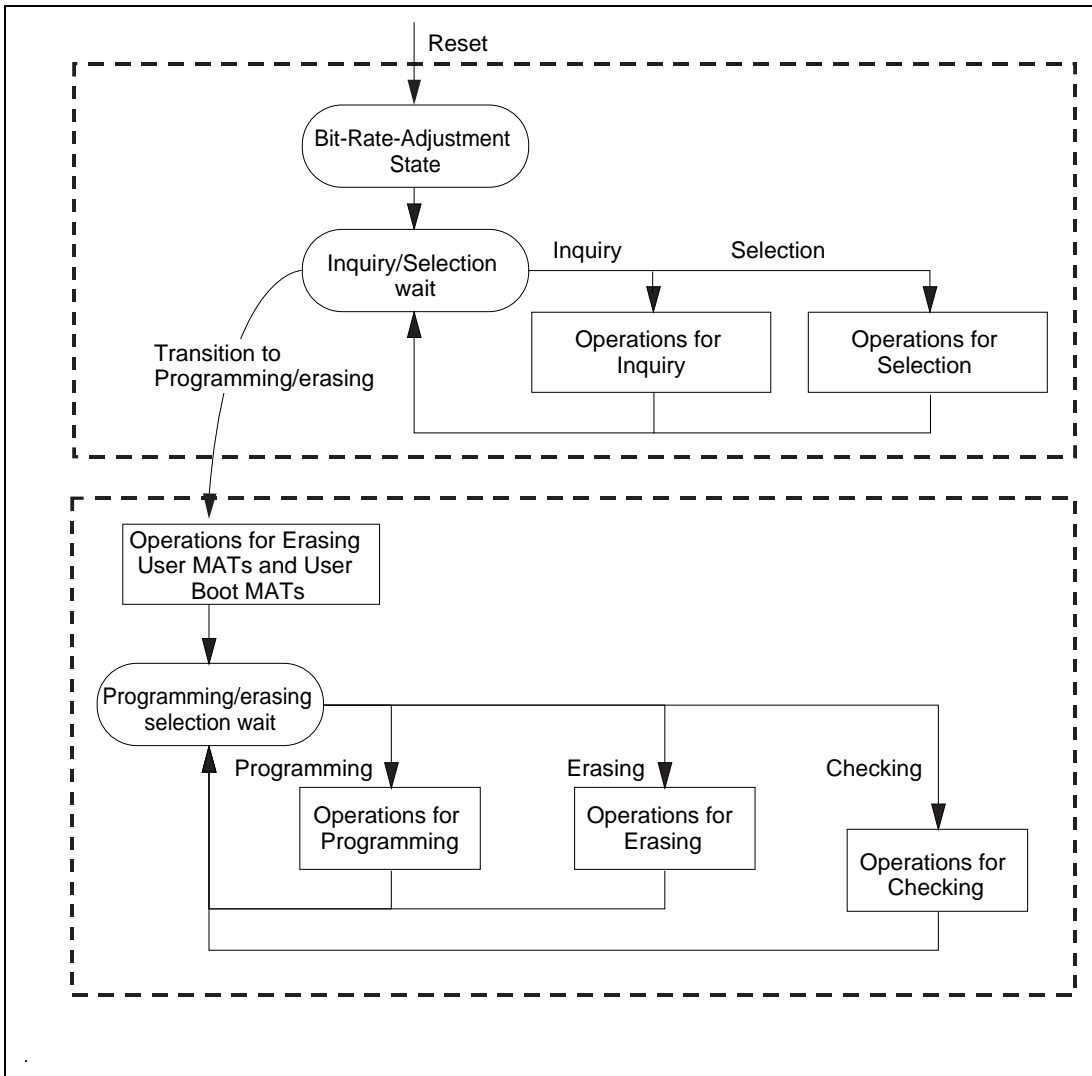 Reset
Bit-Rate-Adjustment
State
Inquiry/Selection
wait
Inquiry
Selection
Operations for
Inquiry
Operations for
Selection
Transition to
Programming/erasing
Operations for Erasing
User MATs and User
Boot MATs
Programming/erasing
selection wait
Programming
Erasing
Checking
Operations for
Programming
Operations for
Erasing
Operations for
Checking
.